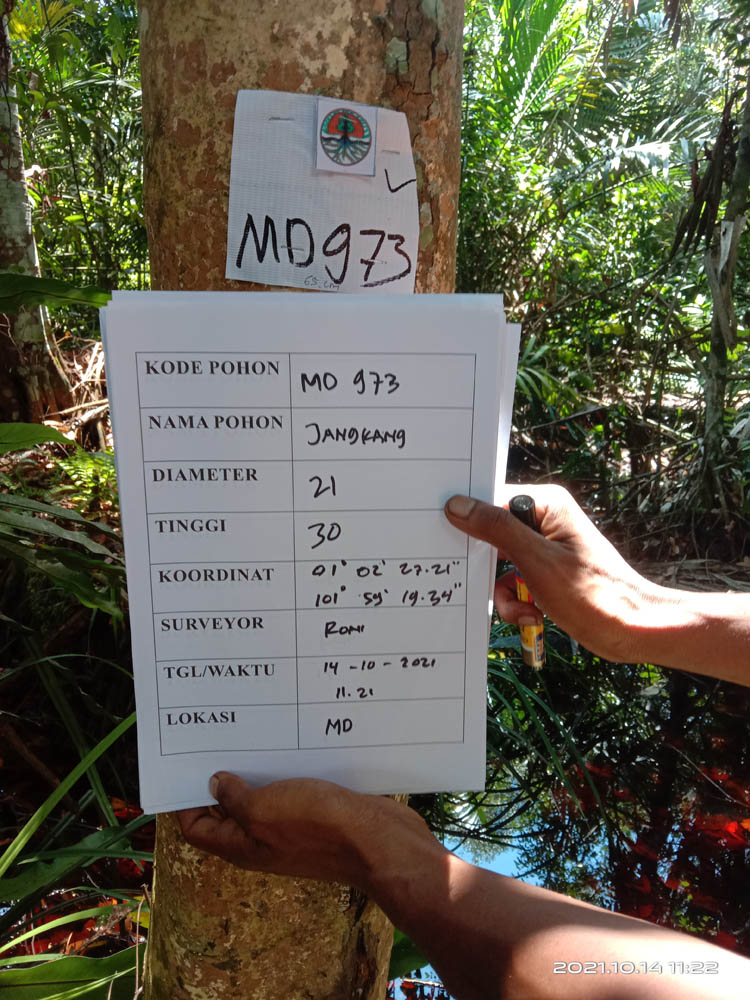 MD973
KODE POHON MD 973
NAMA POHON JANGKANG
DIAMETER 21
TINGGI 30
KOORDINAT 01° 02' 27.21"
101° 59' 19.34"
SURVEYOR ROMI
TGL/WAKTU 14-10-2021
11.21
LOKASI MD
2021.10.14 11:22